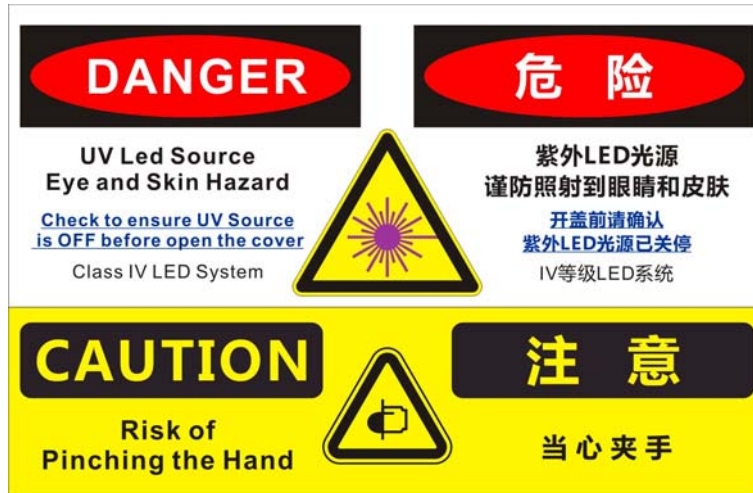 DANGER
UV Led Source
Eye and Skin Hazard
Check to ensure UV Source
is OFF before open the cover
Class IV LED System
危 险
紫外LED光源
谨防照射到眼睛和皮肤
开盖前请确认
紫外LED光源已关停
IV等级LED系统
CAUTION
Risk of
Pinching the Hand
注 意
当心夹手